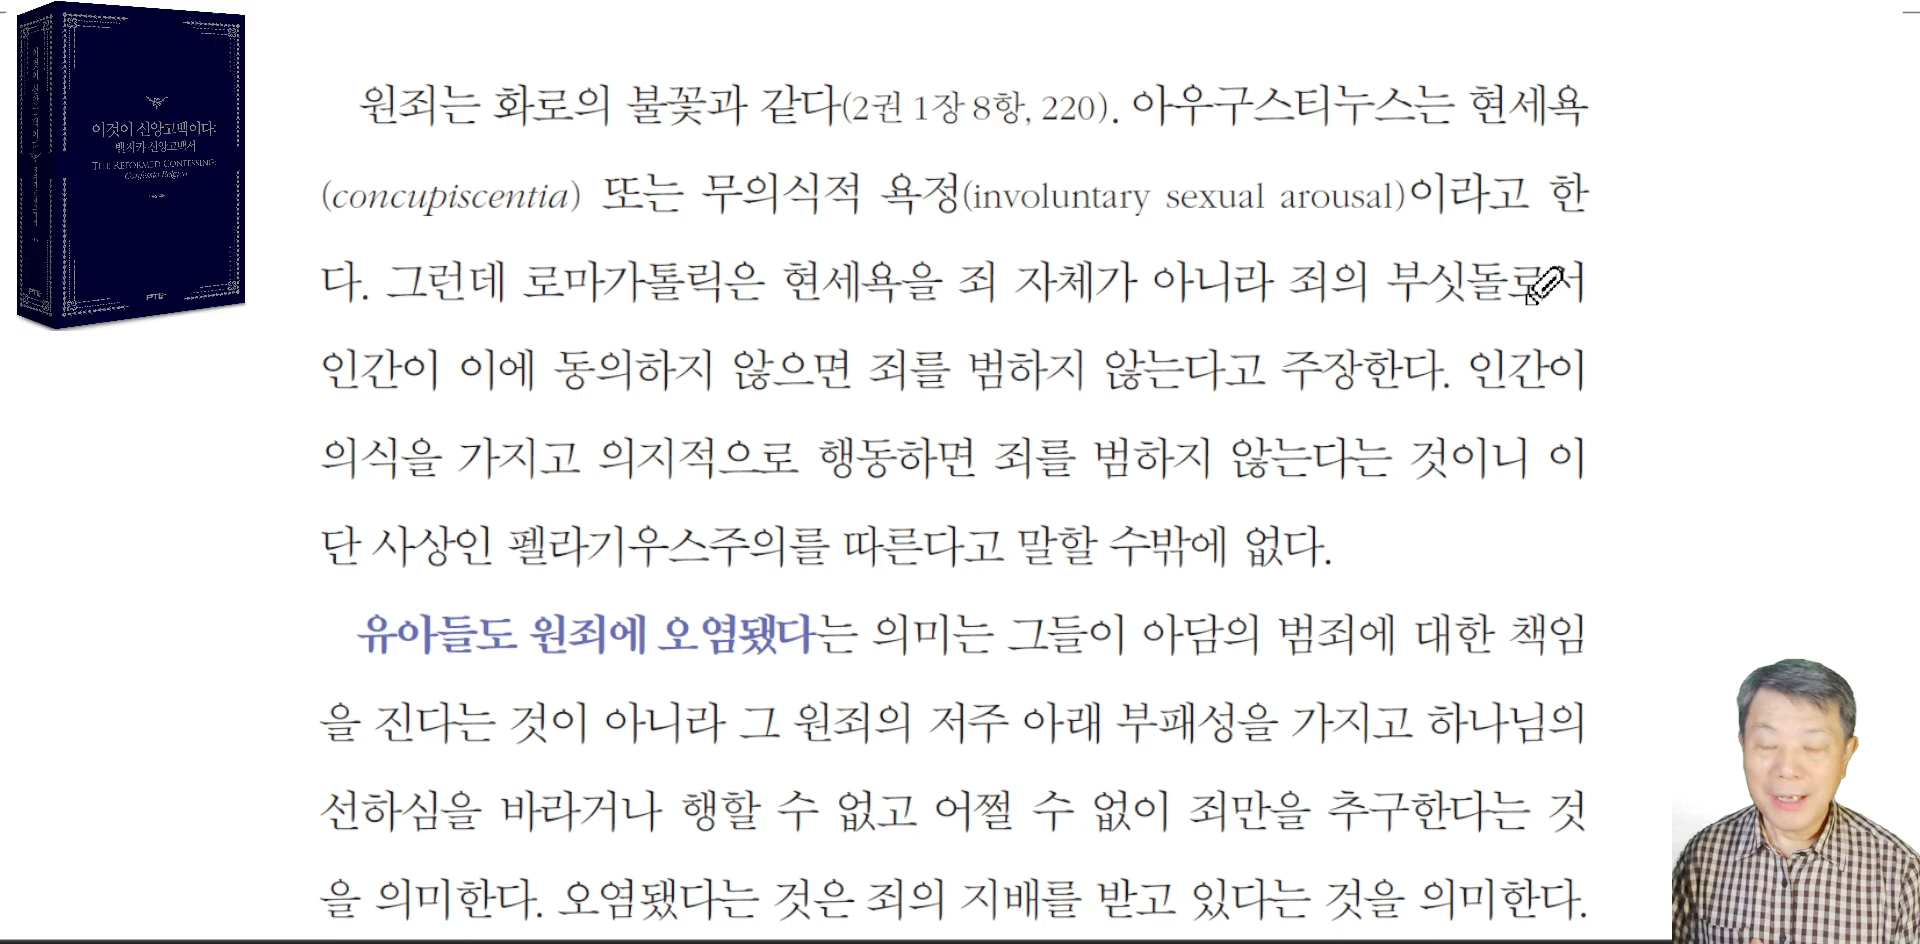 이것이 신앙고백이다:
벨지카 신앙고백서
THE REFORMED CONFESSING:
Confessio Belgica
PTL
원죄는 화로의 불꽃과 같다(2권 1장 8항, 220). 아우구스티누스는 현세욕
(concupiscentia) 또는 무의식적 욕정(involuntary sexual arousal)이라고 한
다. 그런데 로마가톨릭은 현세욕을 죄 자체가 아니라 죄의 부싯돌로서
인간이 이에 동의하지 않으면 죄를 범하지 않는다고 주장한다. 인간이
의식을 가지고 의지적으로 행동하면 죄를 범하지 않는다는 것이니 이
단 사상인 펠라기우스주의를 따른다고 말할 수밖에 없다.
유아들도 원죄에 오염됐다는 의미는 그들이 아담의 범죄에 대한 책임
을 진다는 것이 아니라 그 원죄의 저주 아래 부패성을 가지고 하나님의
선하심을 바라거나 행할 수 없고 어쩔 수 없이 죄만을 추구한다는 것
을 의미한다. 오염됐다는 것은 죄의 지배를 받고 있다는 것을 의미한다.